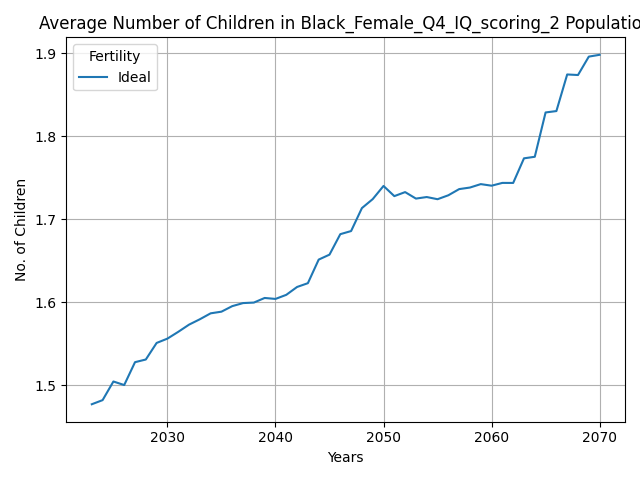 Average Number of Children in Black_Female_Q4_IQ_scoring_2 Populatio
Fertility
Ideal
No. of Children
1.9
1.8
1.7
1.6
1.5
2030 2040 2050 2060 2070
Years